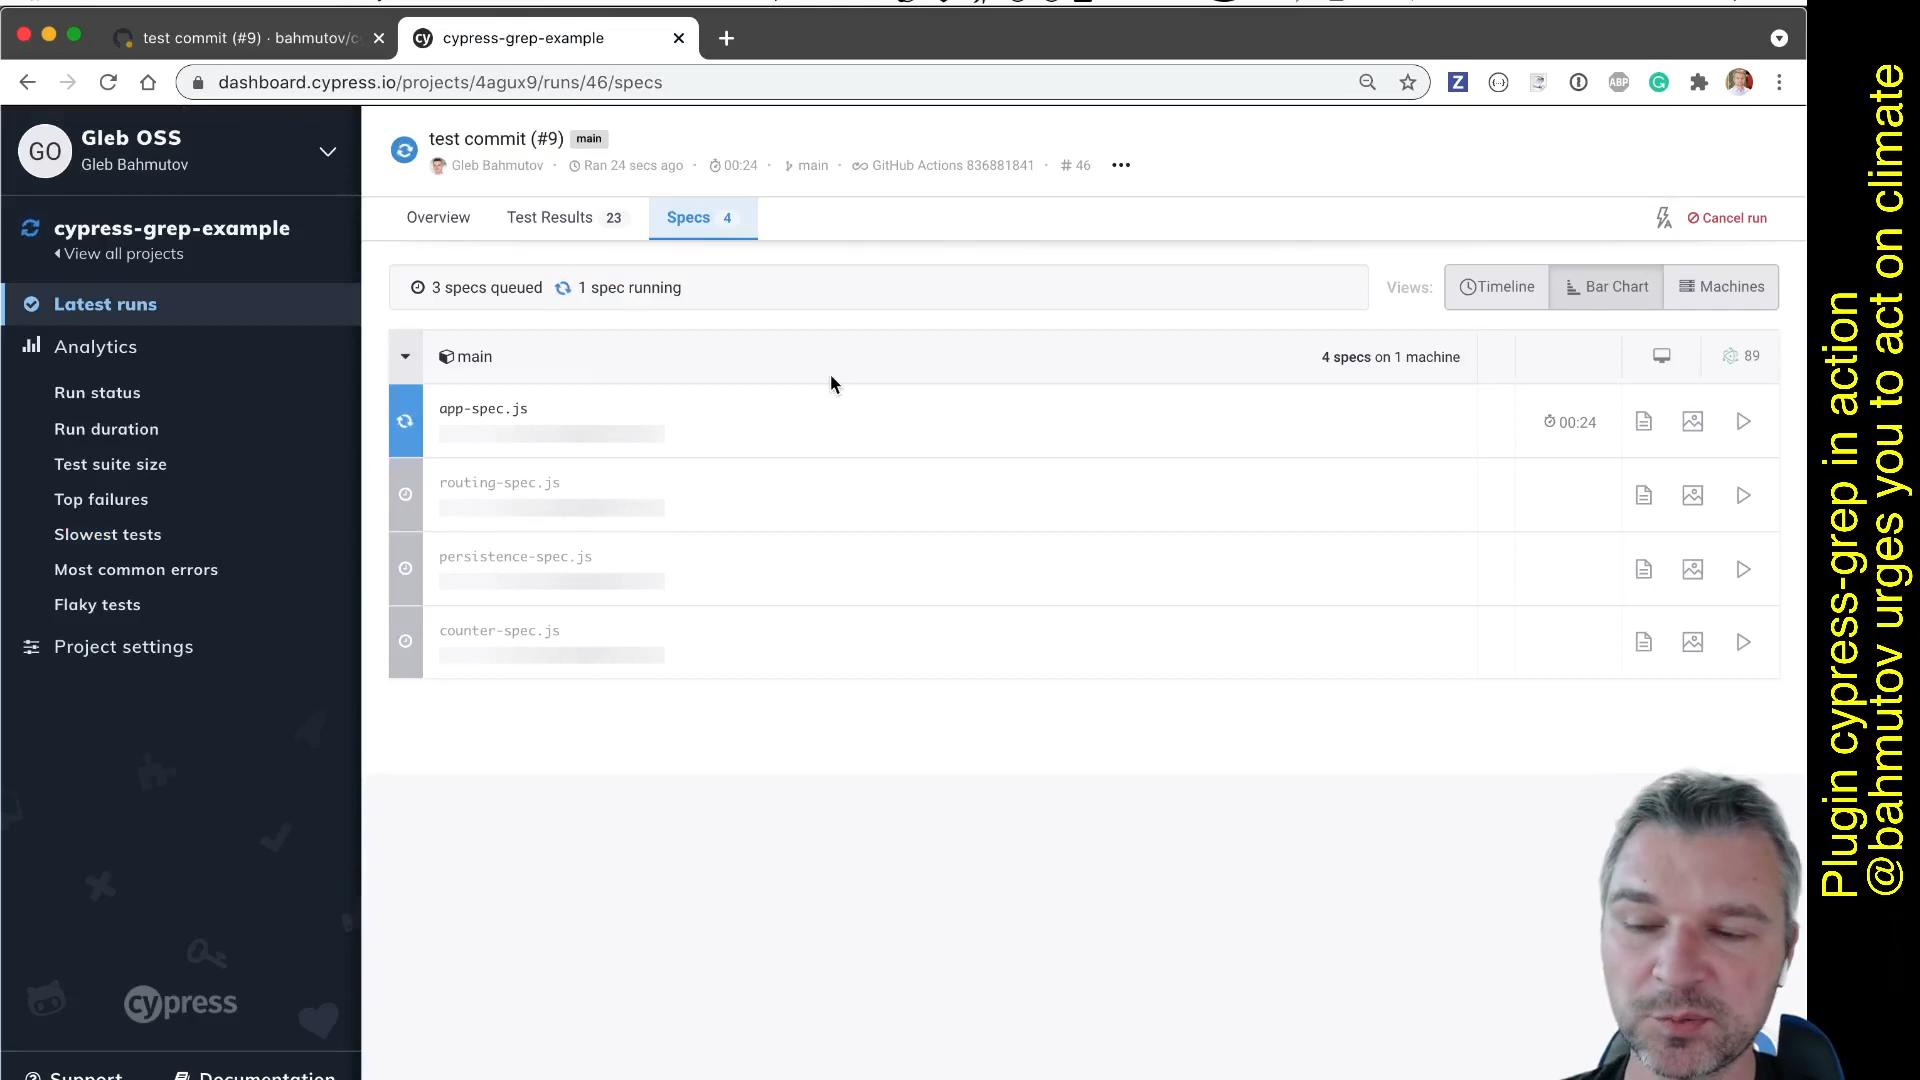 test commit (#9) · bahmutov/c
cypress-grep-example
dashboard.cypress.io/projects/4agux9/runs/46/specs
Z
ABP
GO
Gleb OSS
Gleb Bahmutov
cypress-grep-example
View all projects
Latest runs
Analytics
Run status
Run duration
Test suite size
Top failures
Slowest tests
Most common errors
Flaky tests
Project settings
cypress
Support
Documentation
test commit (#9) main
Gleb Bahmutov · Ran 24 secs ago · 00:24 · main · GitHub Actions 836881841 · # 46
Overview
Test Results 23
Specs 4
Cancel run
3 specs queued 1 spec running
Views:
Timeline
Bar Chart
Machines
main
4 specs on 1 machine
89
app-spec.js
00:24
routing-spec.js
persistence-spec.js
counter-spec.js
Plugin cypress-grep in action
@bahmutov urges you to act on climate